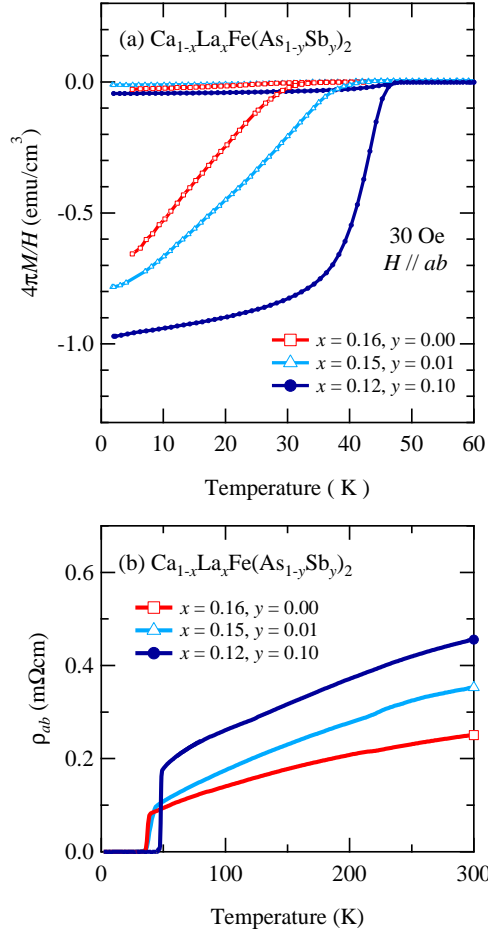 (a) Ca₁₋ₓLaₓFe(As₁₋ySby)₂
0.0
-0.5
-1.0
4πM/H (emu/cm³)
30 Oe
H // ab
x = 0.16, y = 0.00
x = 0.15, y = 0.01
x = 0.12, y = 0.10
0 10 20 30 40 50 60
Temperature ( K )
(b) Ca₁₋ₓLaₓFe(As₁₋ySby)₂
0.6
0.4
0.2
0.0
ρab (mΩcm)
x = 0.16, y = 0.00
x = 0.15, y = 0.01
x = 0.12, y = 0.10
0 100 200 300
Temperature (K)